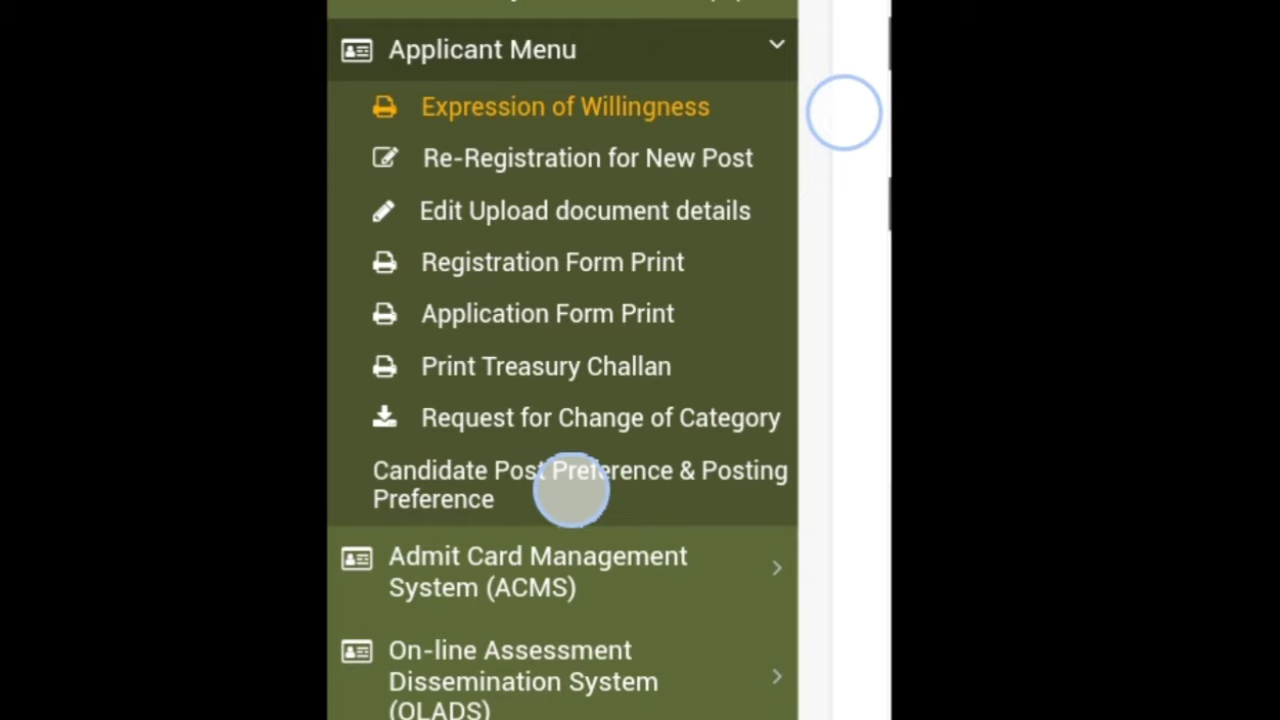 Applicant Menu
Expression of Willingness
Re-Registration for New Post
Edit Upload document details
Registration Form Print
Application Form Print
Print Treasury Challan
Request for Change of Category
Candidate Post Preference & Posting
Preference
Admit Card Management
System (ACMS)
On-line Assessment
Dissemination System
(OLADS)